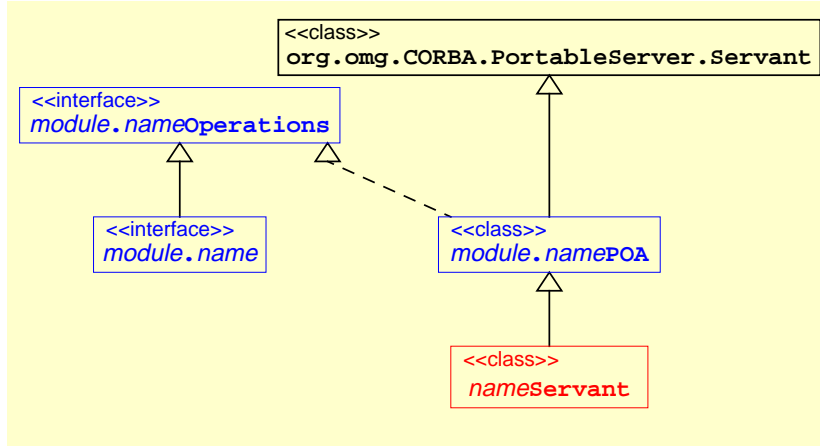 <<class>>
org.omg.CORBA.PortableServer.Servant
<<interface>>
module.nameOperations
<<interface>>
module.name
<<class>>
module.namePOA
<<class>>
nameServant